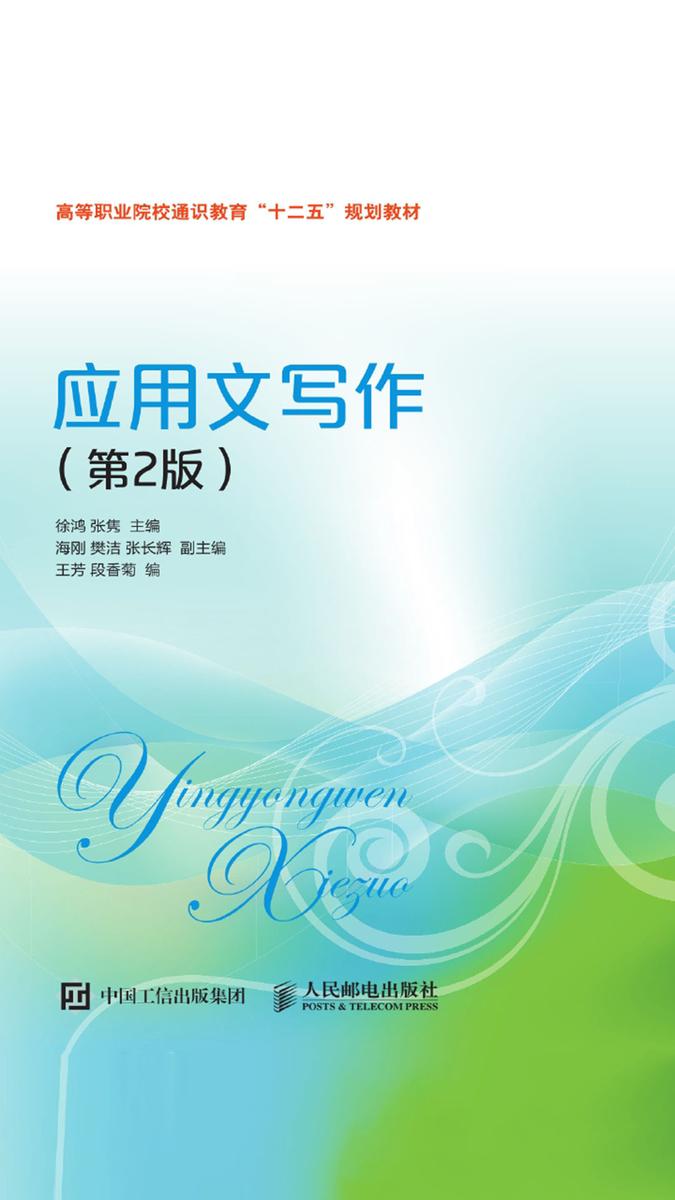 高等职业院校通识教育“十二五”规划教材
应用文写作
（第2版）
徐鸿 张隽 主编
海刚 樊洁 张长辉 副主编
王芳 段香菊 编
Yingyongwen
Xiezuo
中国工信出版集团
人民邮电出版社
POSTS & TELECOM PRESS